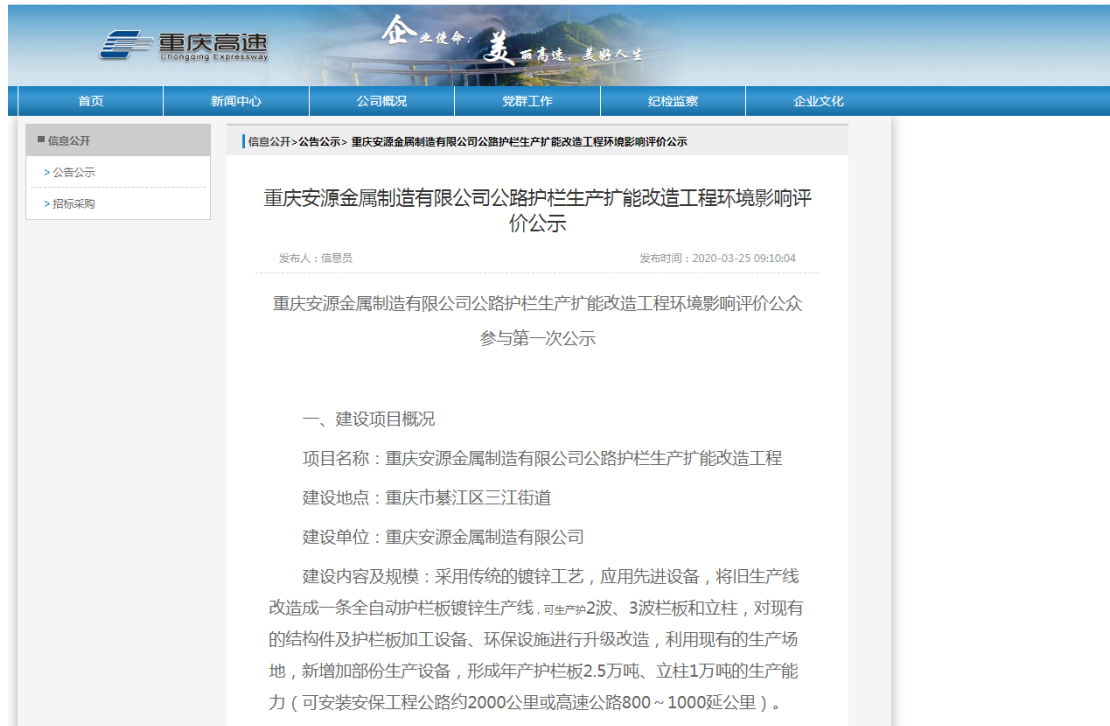 重庆高速
Chongqing Expressway
企业使命：
美丽高速，美好人生
首页 新闻中心 公司概况 党群工作 纪检监察 企业文化
信息公开
> 公告公示
> 招标采购
信息公开>公告公示> 重庆安源金属制造有限公司公路护栏生产扩能改造工程环境影响评价公示
重庆安源金属制造有限公司公路护栏生产扩能改造工程环境影响评
价公示
发布人：信息员 发布时间：2020-03-25 09:10:04
重庆安源金属制造有限公司公路护栏生产扩能改造工程环境影响评价公众
参与第一次公示
一、建设项目概况
项目名称：重庆安源金属制造有限公司公路护栏生产扩能改造工程
建设地点：重庆市綦江区三江街道
建设单位：重庆安源金属制造有限公司
建设内容及规模：采用传统的镀锌工艺，应用先进设备，将旧生产线
改造成一条全自动护栏板镀锌生产线，可生产护2波、3波栏板和立柱，对现有
的结构件及护栏板加工设备、环保设施进行升级改造，利用现有的生产场
地，新增加部份生产设备，形成年产护栏板2.5万吨、立柱1万吨的生产能
力（可安装安保工程公路约2000公里或高速公路800～1000延公里）。